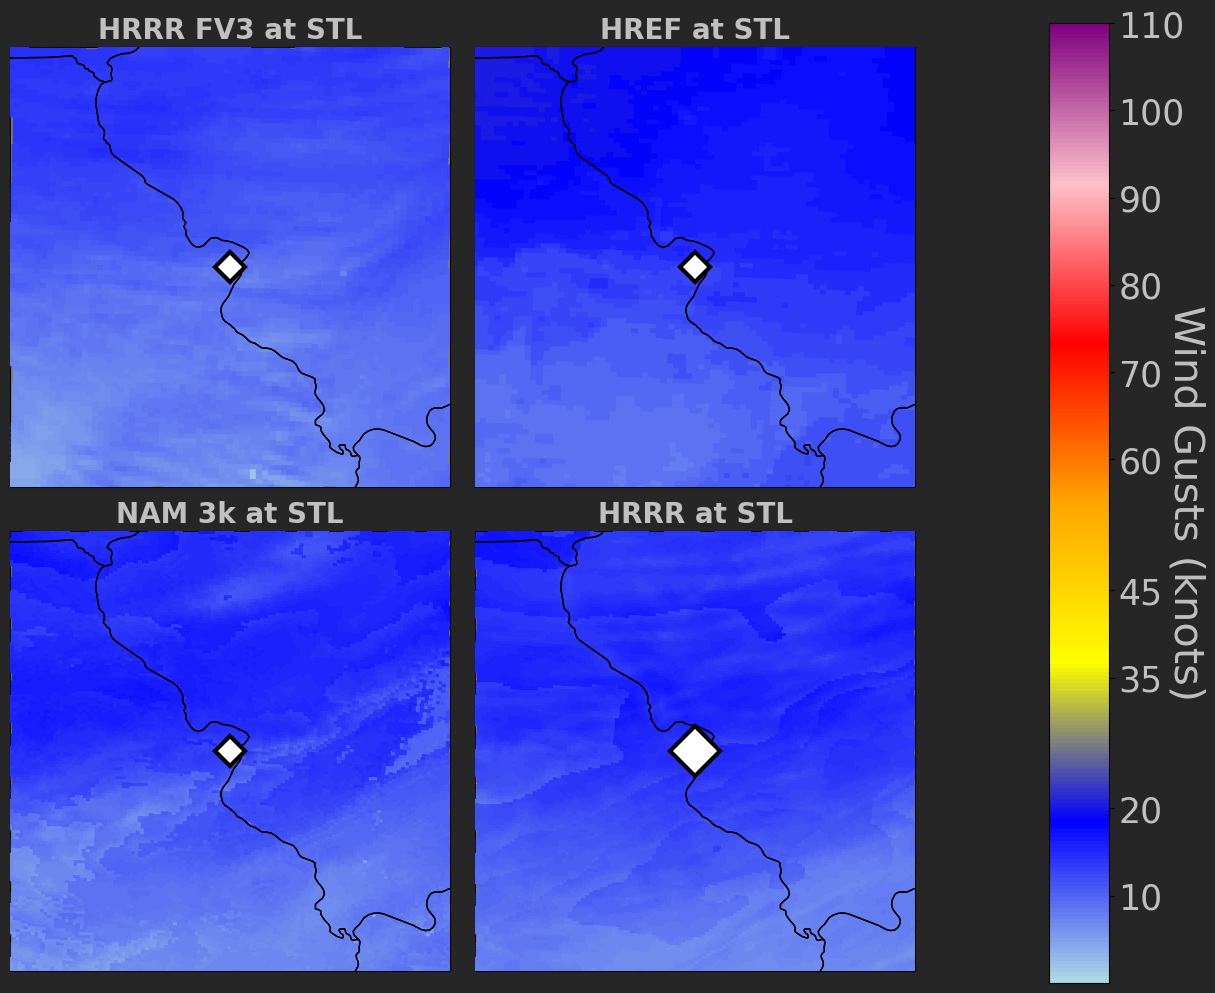 HRRR FV3 at STL
HREF at STL
NAM 3k at STL
HRRR at STL
110
100
90
80
70
60
45
35
20
10
Wind Gusts (knots)